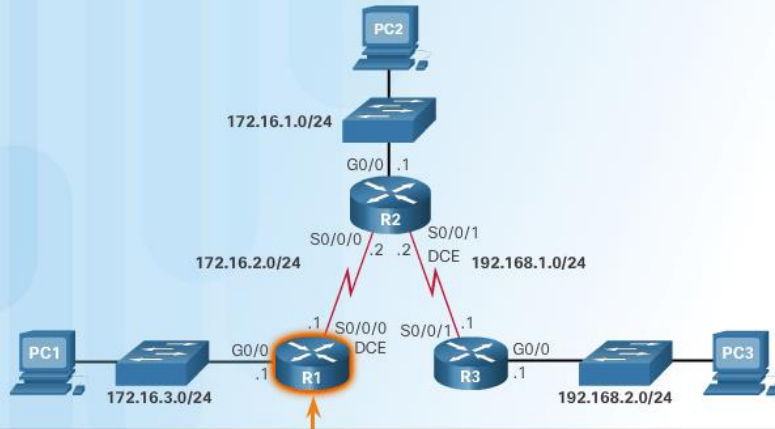 PC2
172.16.1.0/24
G0/0 .1
R2
S0/0/0 S0/0/1
.2 .2 DCE
172.16.2.0/24 192.168.1.0/24
.1 S0/0/0 S0/0/1 .1
DCE
PC1 G0/0 G0/0 PC3
.1 R1 R3 .1
172.16.3.0/24 192.168.2.0/24